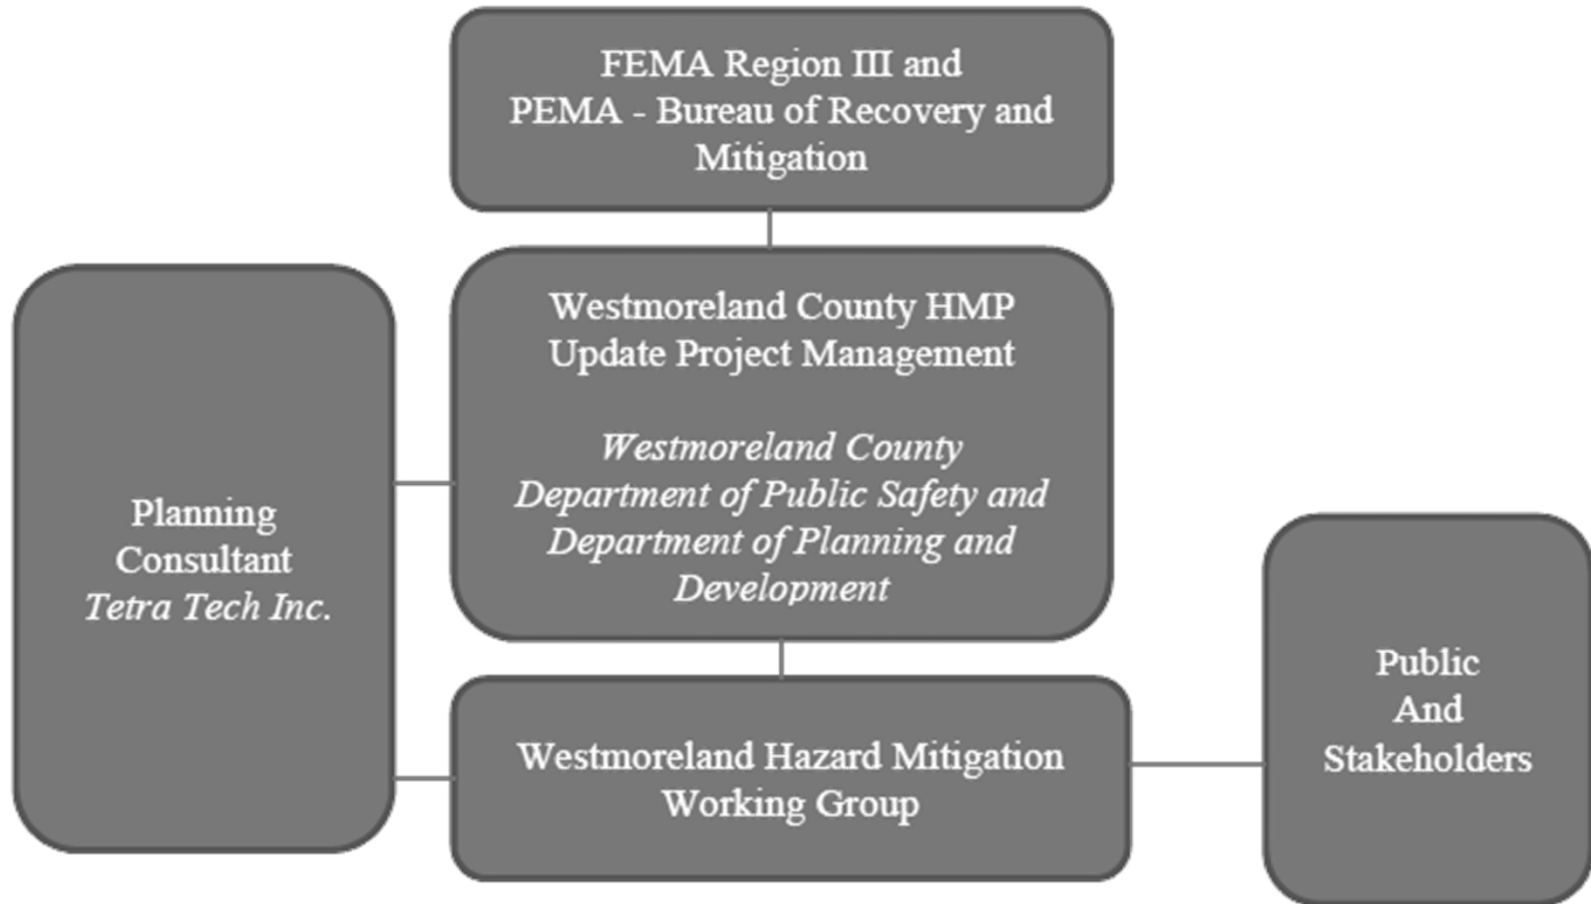 FEMA Region III and
PEMA - Bureau of Recovery and
Mitigation
Westmoreland County HMP
Update Project Management
Westmoreland County
Department of Public Safety and
Department of Planning and
Development
Planning
Consultant
Tetra Tech Inc.
Westmoreland Hazard Mitigation
Working Group
Public
And
Stakeholders